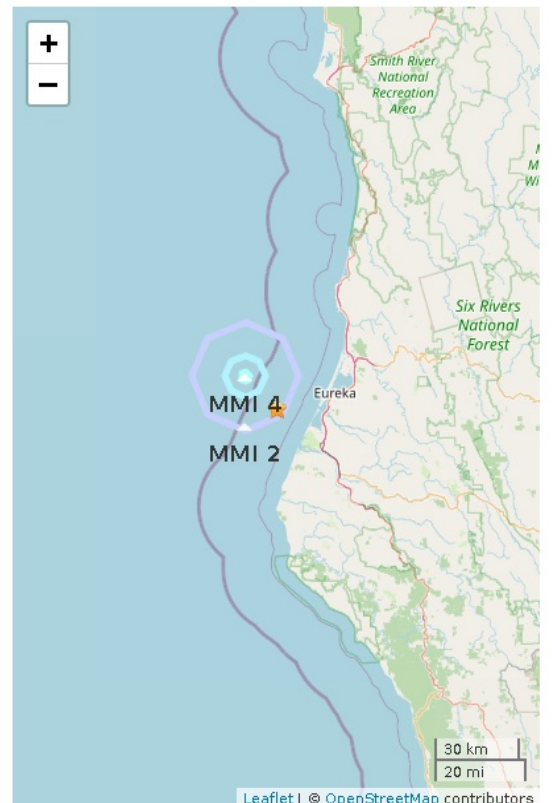 +
−
Smith River
National
Recreation
Area
Six Rivers
National
Forest
MMI 4
Eureka
MMI 2
30 km
20 mi
Leaflet | © OpenStreetMap contributors